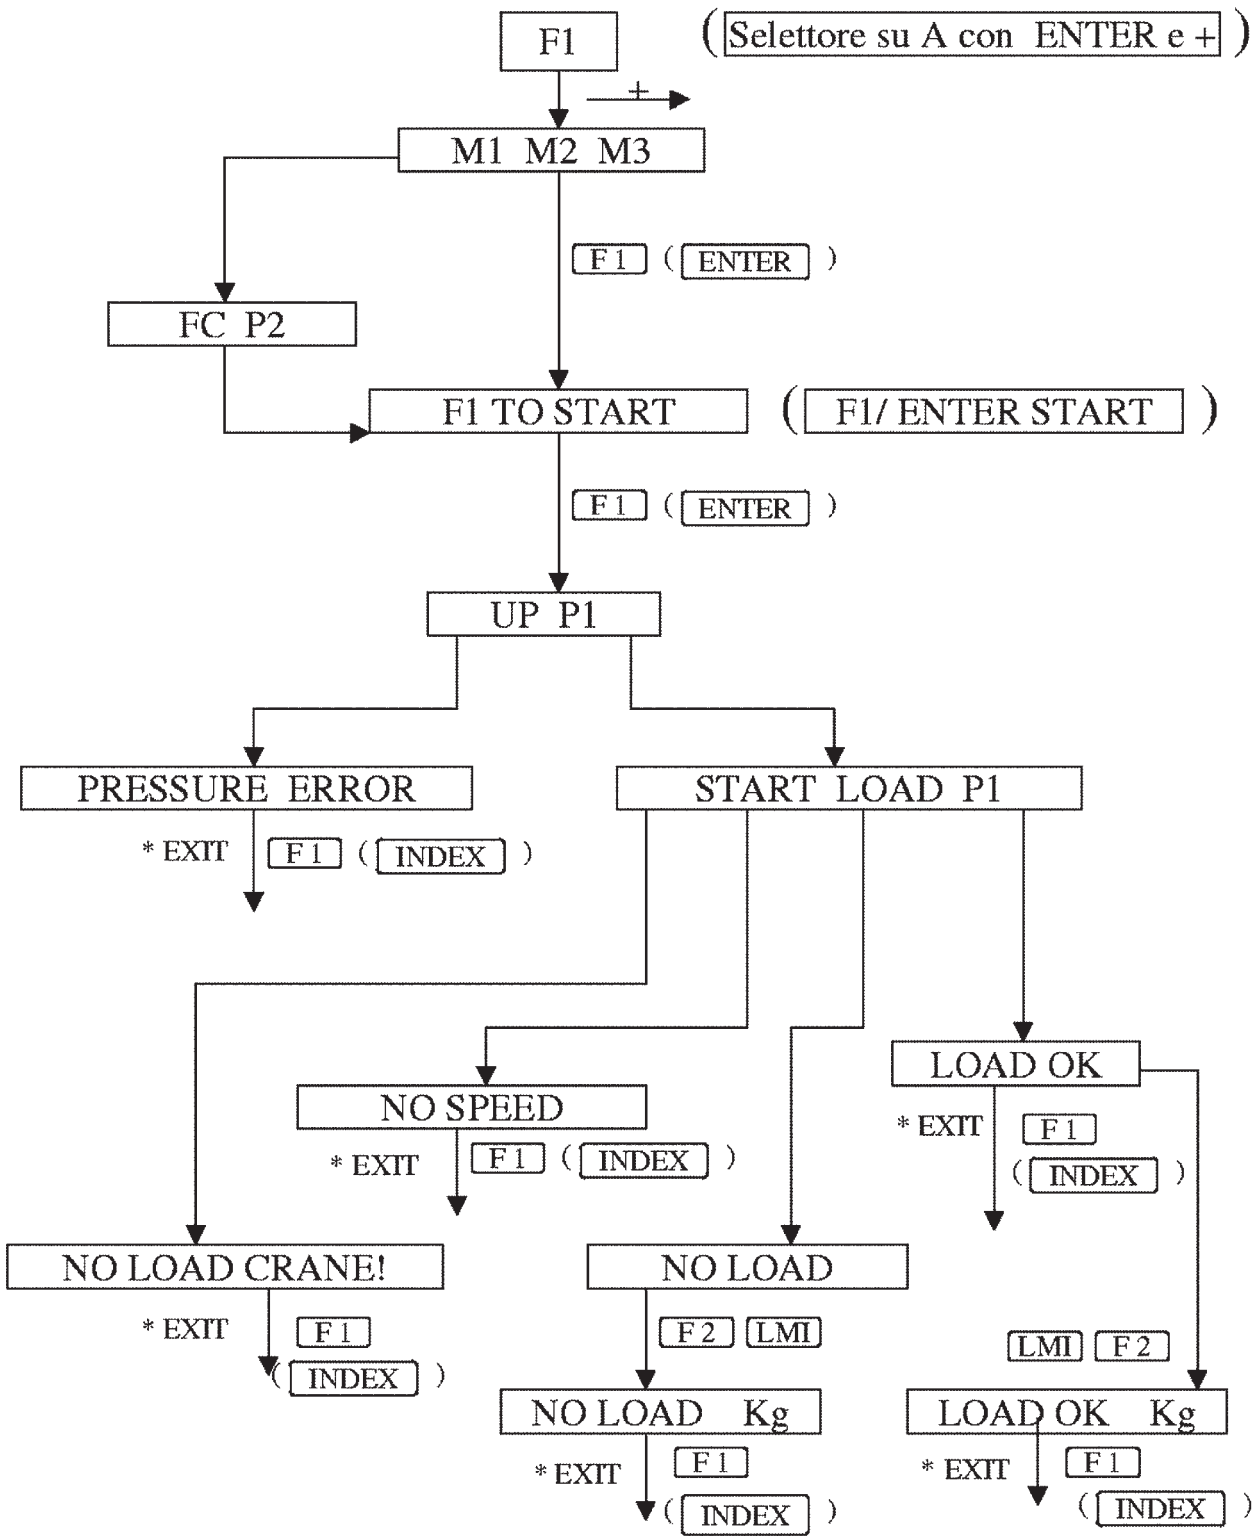 F1
( Selettore su A con ENTER e + )
+
M1 M2 M3
F1 ( ENTER )
FC P2
F1 TO START
( F1/ ENTER START )
F1 ( ENTER )
UP P1
PRESSURE ERROR
START LOAD P1
* EXIT F1 ( INDEX )
LOAD OK
NO SPEED
* EXIT F1
( INDEX )
* EXIT F1 ( INDEX )
NO LOAD CRANE!
NO LOAD
* EXIT F1
( INDEX )
F2 LMI
LMI F2
NO LOAD Kg
LOAD OK Kg
* EXIT F1
( INDEX )
* EXIT F1
( INDEX )